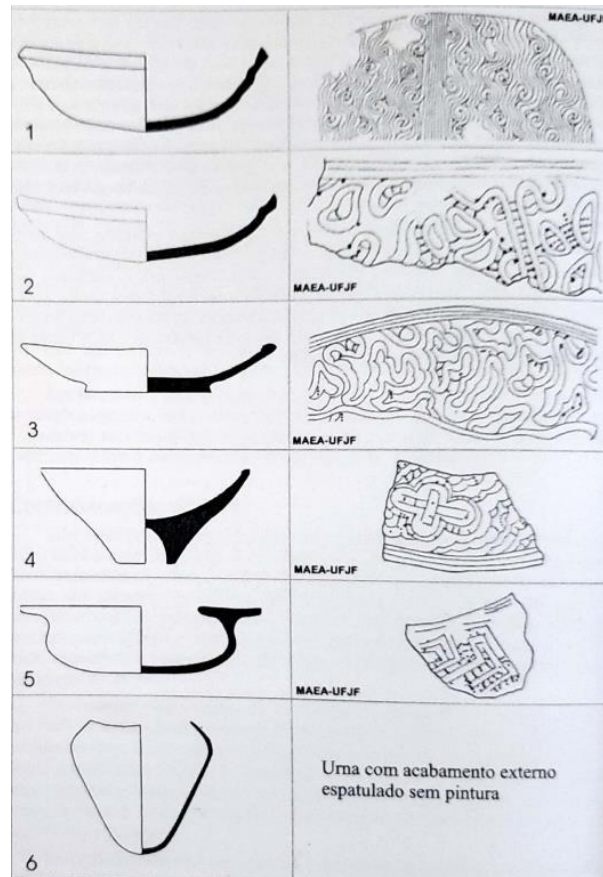 MAEA-UFJF
1
2
MAEA-UFJF
3
MAEA-UFJF
4
MAEA-UFJF
5
MAEA-UFJF
Urna com acabamento externo
espatulado sem pintura
6